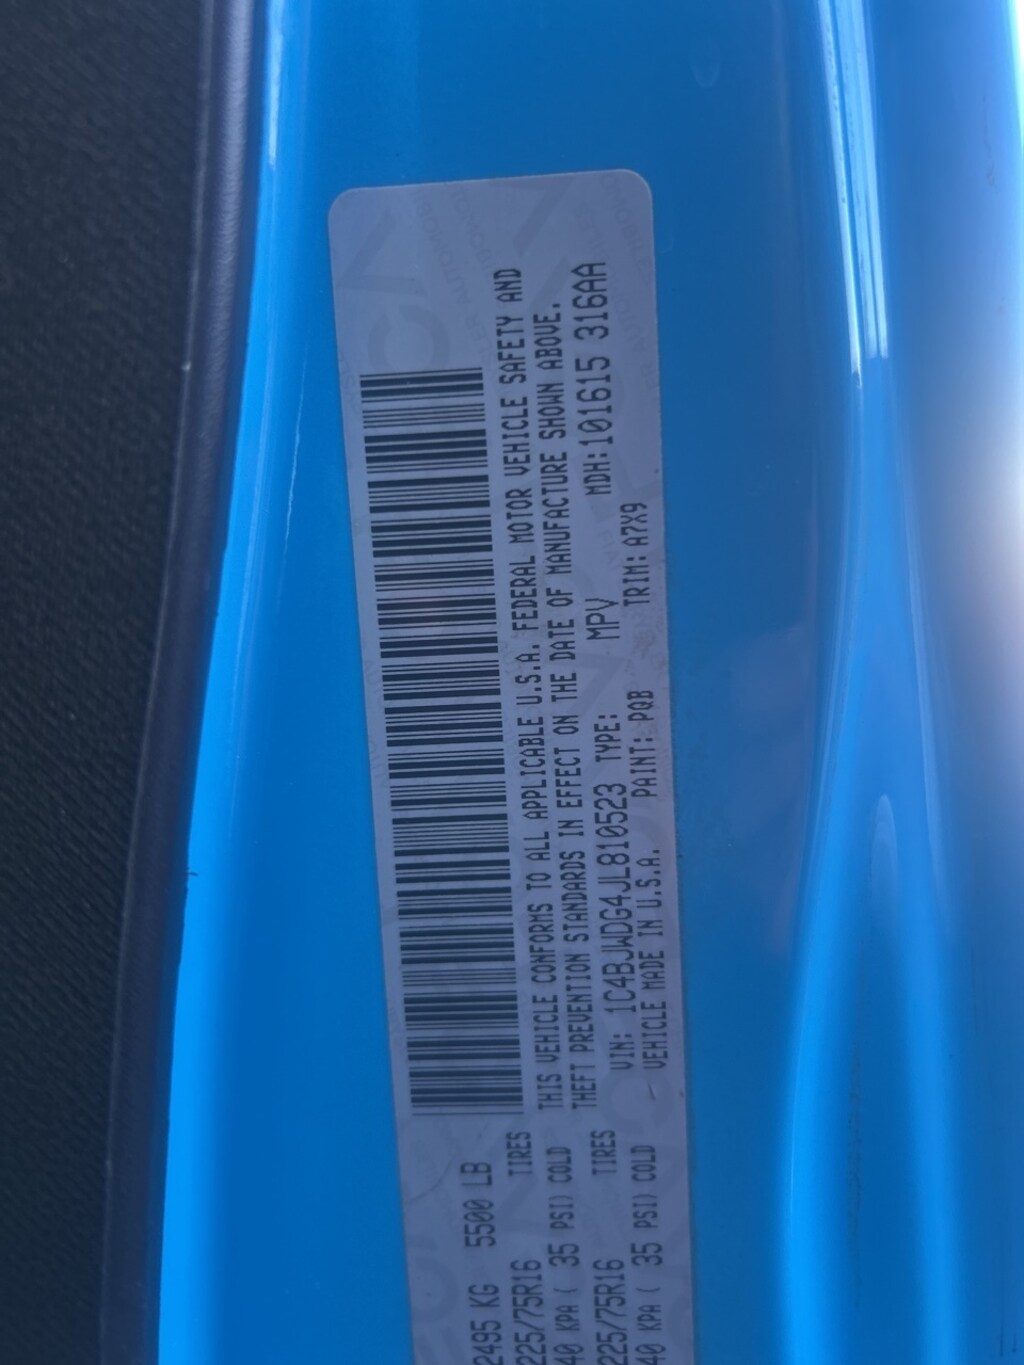 2495 KG 5500 LB
225/75R16 TIRES
40 KPA ( 35 PSI) COLD
225/75R16 TIRES
40 KPA ( 35 PSI) COLD
THIS VEHICLE CONFORMS TO ALL APPLICABLE U.S.A. FEDERAL MOTOR VEHICLE SAFETY AND
THEFT PREVENTION STANDARDS IN EFFECT ON THE DATE OF MANUFACTURE SHOWN ABOVE.
VIN: 1C4BJWDG4JL810523 TYPE: MPV MDH:101615 316AA
VEHICLE MADE IN U.S.A. PAINT: PQB TRIM: A7X9